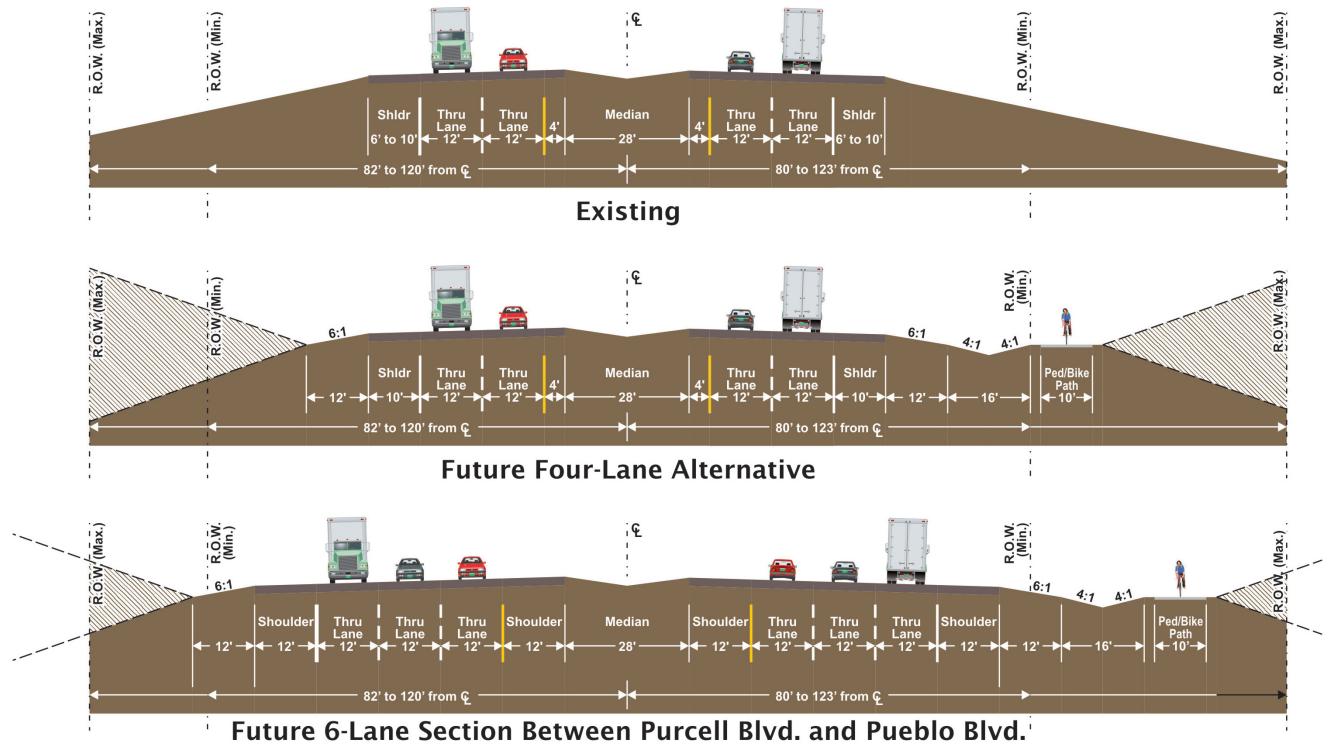 R.O.W. (Max.)
R.O.W. (Min.)
℄
R.O.W. (Min.)
R.O.W. (Max.)
Shldr
6' to 10'
Thru
Lane
12'
Thru
Lane
12'
4'
Median
28'
4'
Thru
Lane
12'
Thru
Lane
12'
Shldr
6' to 10'
82' to 120' from ℄
80' to 123' from ℄
Existing
R.O.W. (Max.)
R.O.W. (Min.)
℄
R.O.W.
(Min.)
R.O.W. (Max.)
6:1
6:1
4:1
4:1
12'
Shldr
10'
Thru
Lane
12'
Thru
Lane
12'
4'
Median
28'
4'
Thru
Lane
12'
Thru
Lane
12'
Shldr
10'
12'
16'
Ped/Bike
Path
10'
82' to 120' from ℄
80' to 123' from ℄
Future Four-Lane Alternative
R.O.W. (Max.)
R.O.W.
(Min.)
℄
R.O.W.
(Min.)
R.O.W. (Max.)
6:1
6:1
4:1
4:1
12'
Shoulder
12'
Thru
Lane
12'
Thru
Lane
12'
Thru
Lane
12'
Shoulder
12'
Median
28'
Shoulder
12'
Thru
Lane
12'
Thru
Lane
12'
Thru
Lane
12'
Shoulder
12'
12'
16'
Ped/Bike
Path
10'
82' to 120' from ℄
80' to 123' from ℄
Future 6-Lane Section Between Purcell Blvd. and Pueblo Blvd.